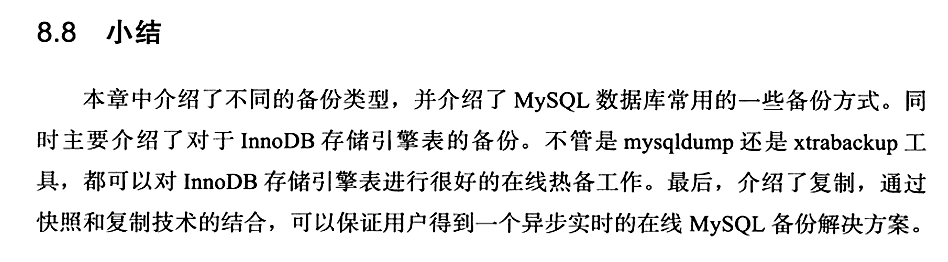 8.8 小结
本章中介绍了不同的备份类型，并介绍了 MySQL 数据库常用的一些备份方式。同
时主要介绍了对于 InnoDB 存储引擎表的备份。不管是 mysqldump 还是 xtrabackup 工
具，都可以对 InnoDB 存储引擎表进行很好的在线热备工作。最后，介绍了复制，通过
快照和复制技术的结合，可以保证用户得到一个异步实时的在线 MySQL 备份解决方案。